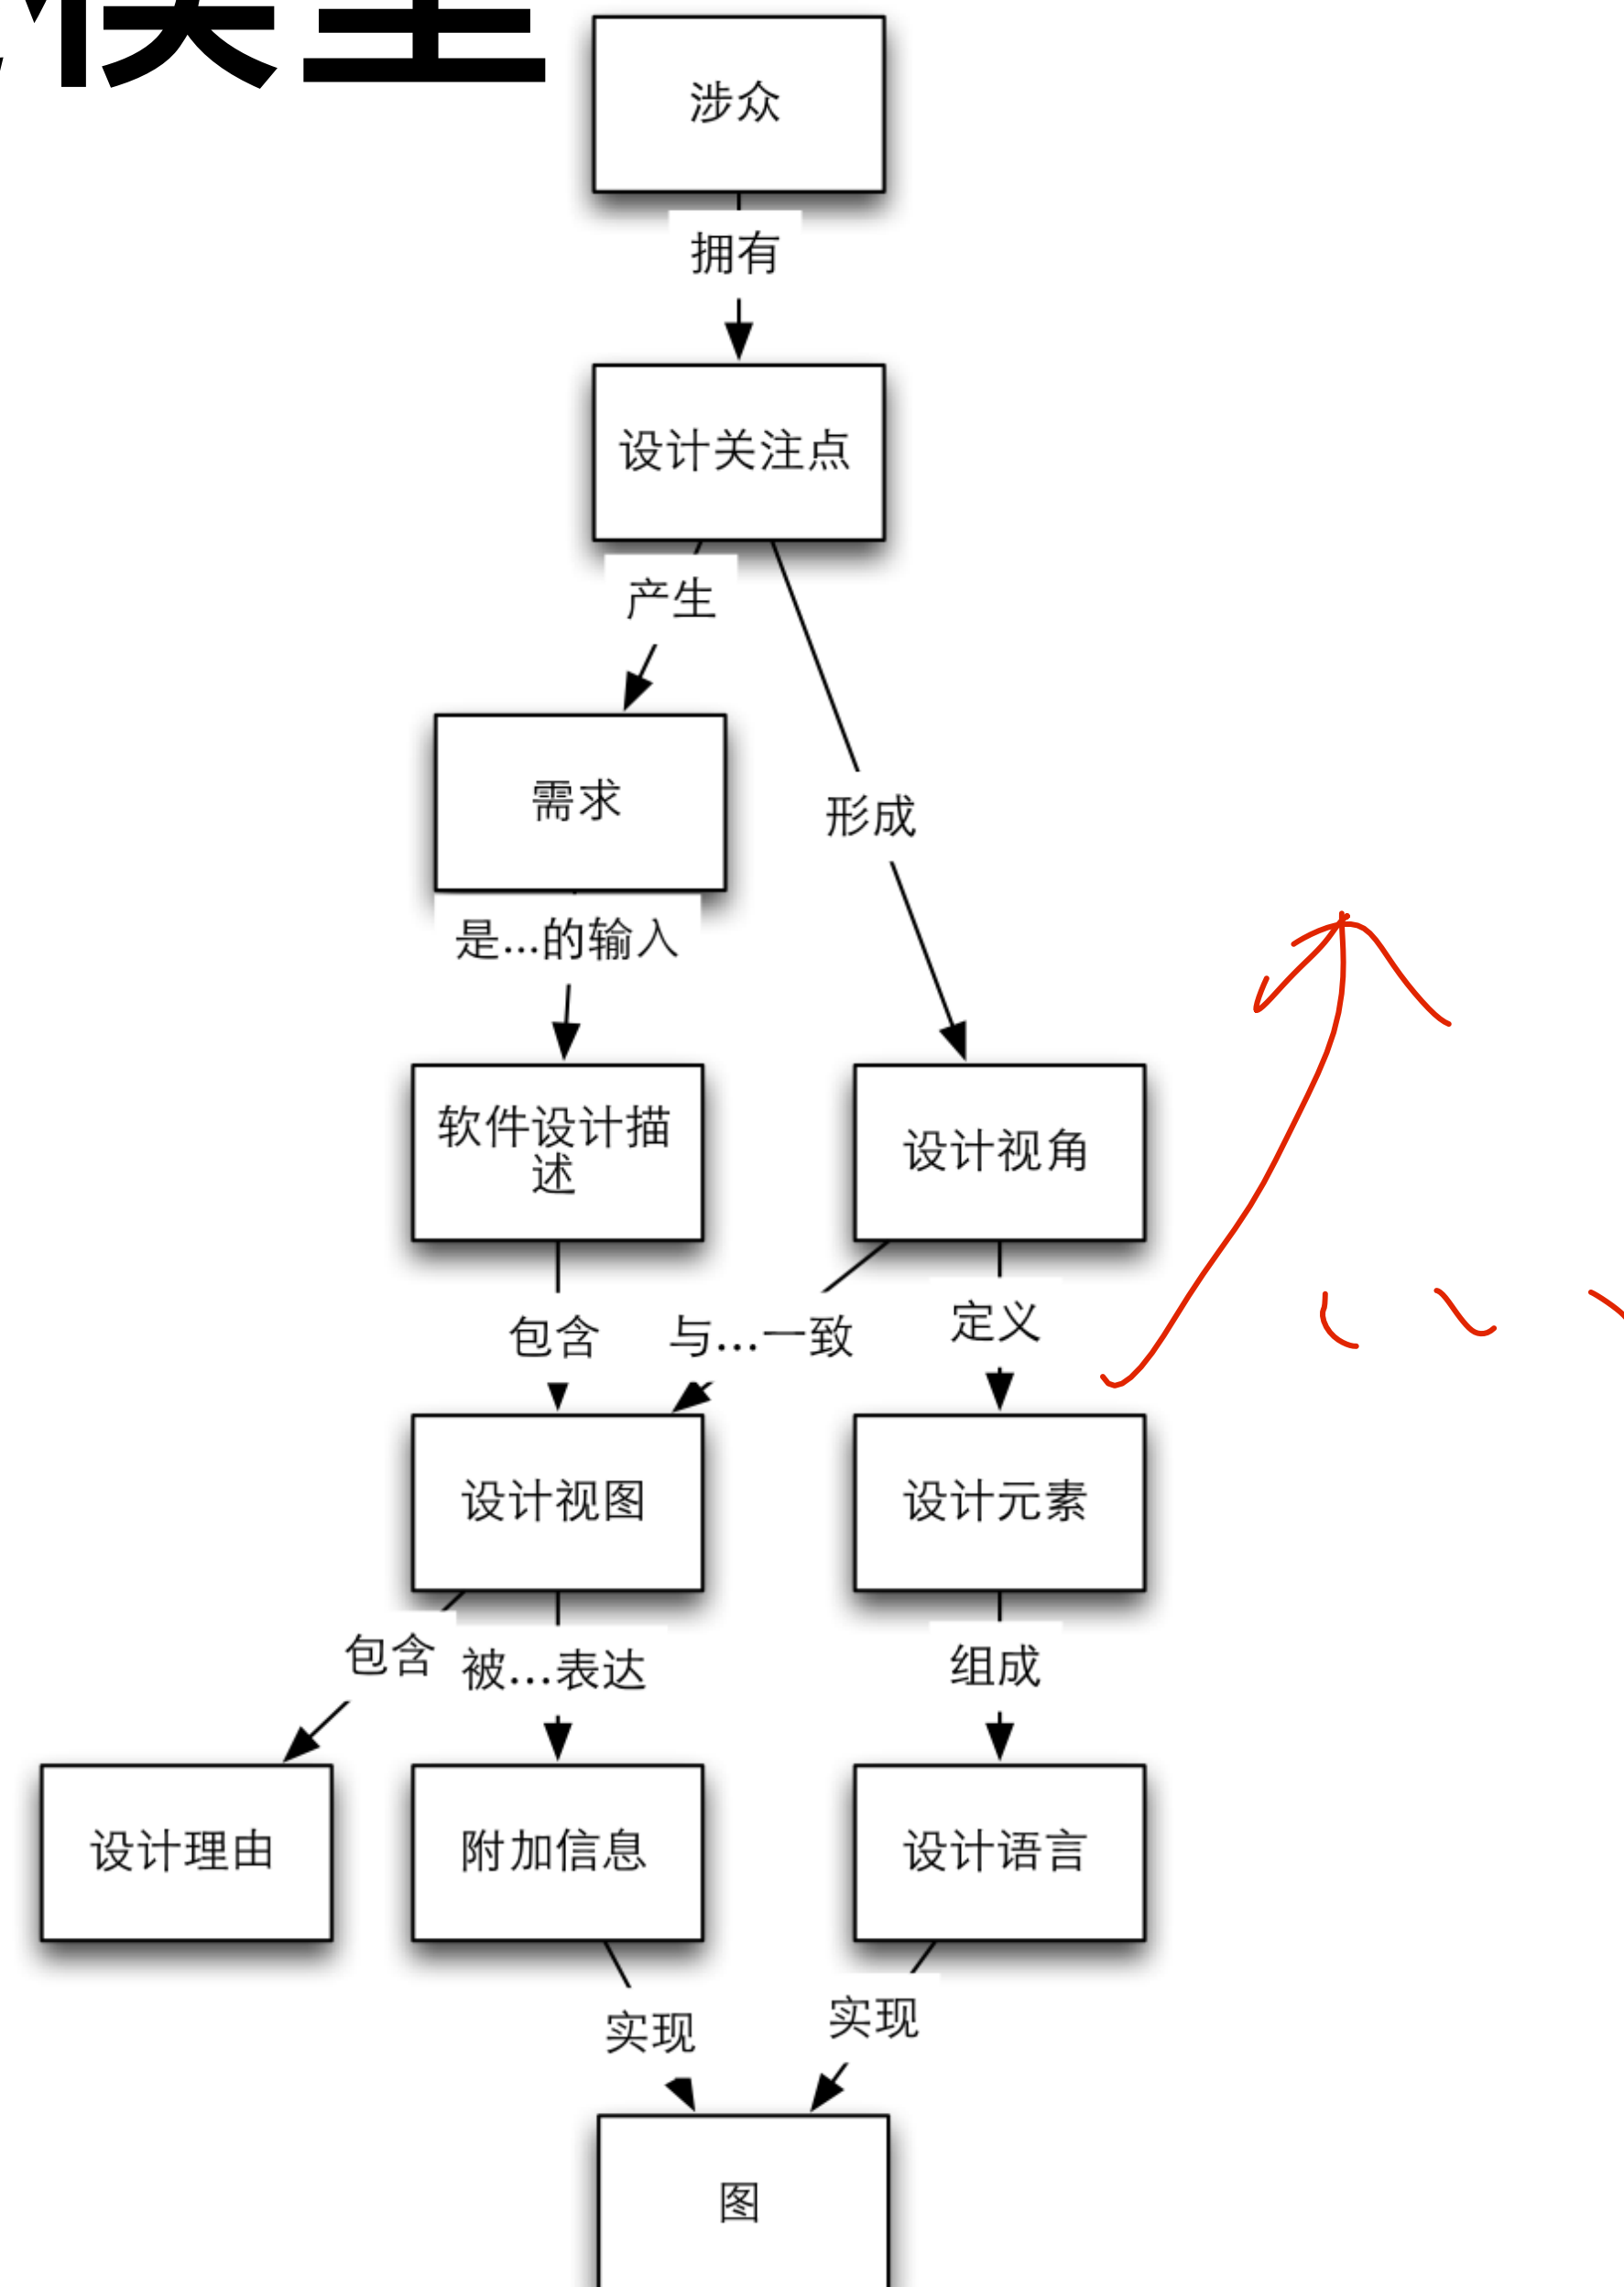 模型
涉众
拥有
设计关注点
产生
需求
形成
是...的输入
软件设计描
述
设计视角
包含
与...一致
定义
设计视图
设计元素
包含
被...表达
组成
设计理由
附加信息
设计语言
实现
实现
图